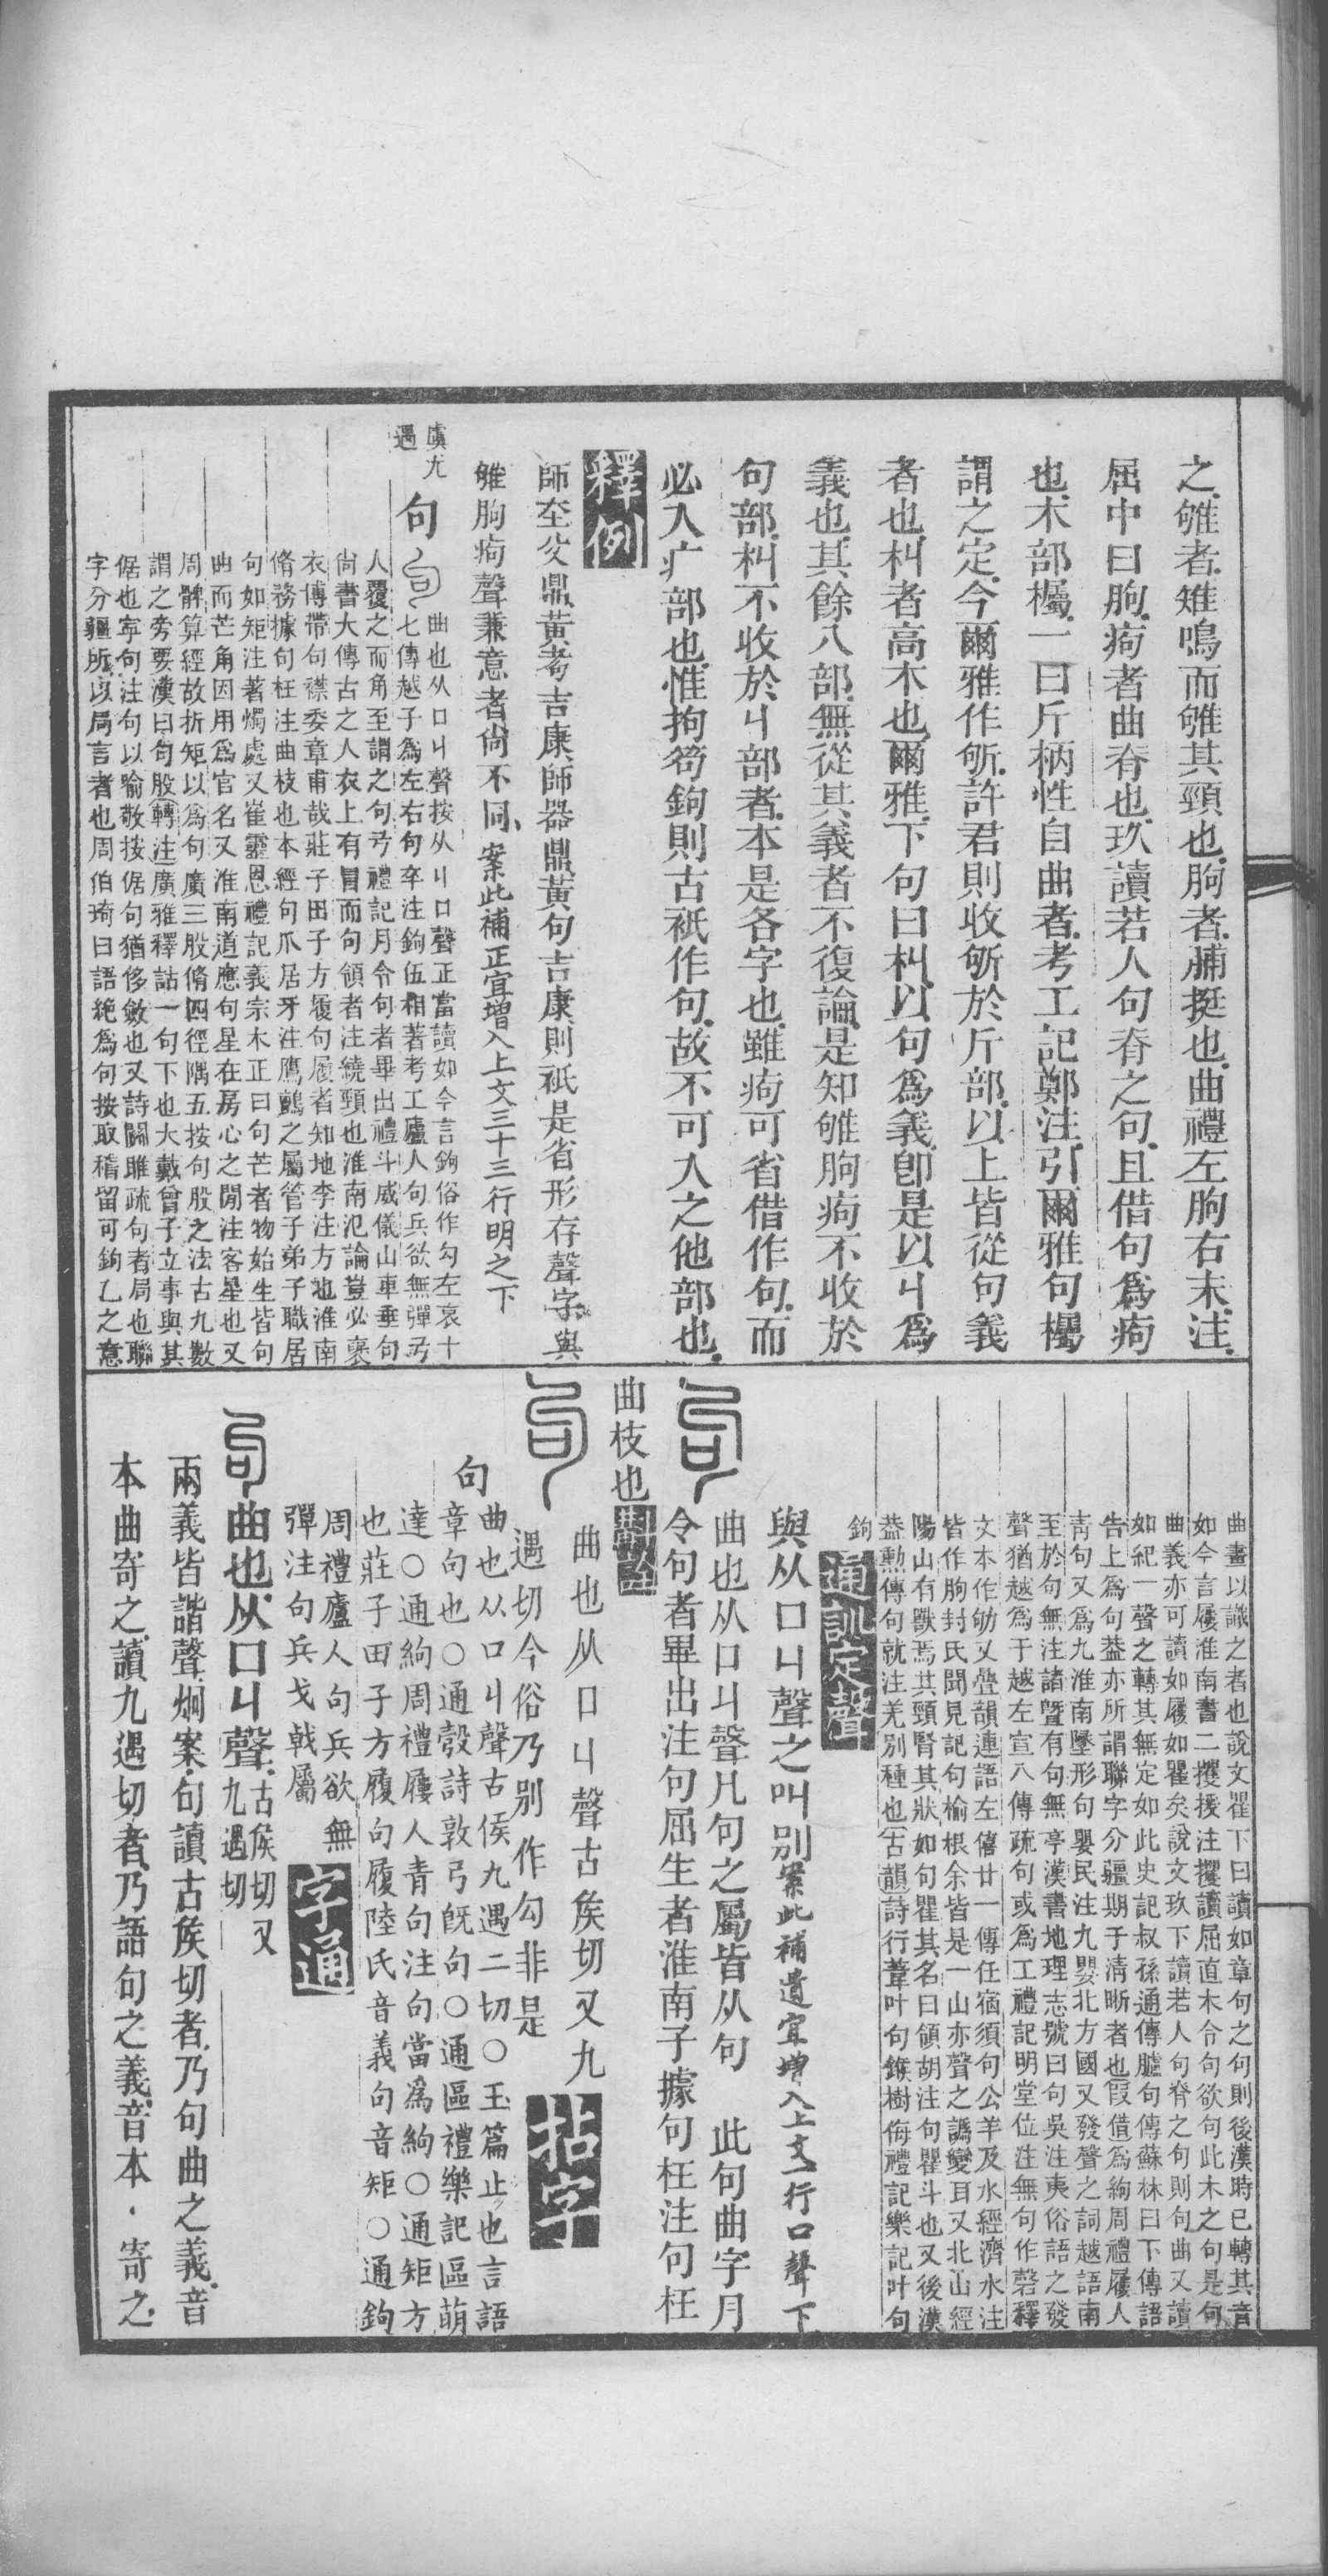 之雊者雉鳴而雊其頸也朐者脯挺也曲禮左朐右末注
屈中曰朐痀者曲脊也玖讀若人句脊之句且借句爲痀
也木部欘一曰斤柄性自曲者考工記鄭注引爾雅句欘
謂之定今爾雅作斪許君則收斪於斤部以上皆從句義
者也朻者高木也爾雅下句曰朻以句爲義卽是以丩爲
義也其餘八部無從其義者不復論是知雊朐痀不收於
句部朻不收於丩部者本是各字也雖痀可省借作句而
必入疒部也惟拘笱鉤則古衹作句故不可入之他部也
釋例
師𡊄父鼎黃耇吉康師器鼎黃句吉康則衹是省形存聲字與
雊朐痀聲兼意者尙不同案此補正宜增入上文三十三行明之下
虞尤
遇
句
曲也从口丩聲按从丩口聲正當讀如今言鉤俗作勾左哀十
七傳越子為左右句卒注鉤伍相著考工廬人句兵欲無彈弓
人覆之而角至謂之句弓禮記月令句者畢出禮斗威儀山車垂句
尙書大傳古之人衣上有冒而句領者注繞頸也淮南氾論豈必裹
衣博帶句襟委章甫哉莊子田子方履句屨者知地李注方也淮南
脩務據句枉注曲枝也本經句爪居牙注鷹鸇之屬管子弟子職居
句如矩注著燭處又崔靈恩禮記義宗木正曰句芒者物始生皆句
曲而芒角因用為官名又淮南道應句星在房心之閒注客星也又
周髀算經故折矩以為句廣三股脩四徑隅五按句股之法古九數
謂之旁要漢曰句股轉注廣雅釋詁一句下也大戴曾子立事與其
倨也寧句注句以喻敬按倨句猶侈斂也又詩關雎疏句者局也聯
字分疆所以局言者也周伯琦曰語絶為句按取稽留可鉤乙之意
曲畫以識之者也說文瞿下曰讀如章句之句則後漢時已轉其音
如今言屨淮南書二攫援注攫讀屈直木令句欲句此木之句是句
曲義亦可讀如屨如瞿矣說文玖下讀若人句脊之句則句曲又讀
如紀一聲之轉其無定如此史記叔孫通傳臚句傳蘇林曰下傳語
告上為句葢亦所謂聯字分疆期于淸晰者也假借為絇周禮屨人
靑句又為九淮南墬形句嬰民注九嬰北方國又發聲之詞越語南
至於句無注諸暨有句無亭漢書地理志號曰句吳注夷俗語之發
聲猶越為于越左宣八傳疏句或為工禮記明堂位注無句作磬釋
文本作劬又疊韻連語左僖廿一傳任宿須句公羊及水經濟水注
皆作朐封氏聞見記句榆根余皆是一山亦聲之譌變耳又北山經
陽山有獸焉其頸䝨其狀如句瞿其名曰領胡注句瞿斗也又後漢
葢勳傳句就注羌別種也古韻詩行葦叶句鍭樹侮禮記樂記叶句
鉤
通訓定聲
與从口丩聲之叫別案此補遺宜增入上文一行口聲下
曲也从口丩聲凡句之屬皆从句　此句曲字月
令句者畢出注句屈生者淮南子據句枉注句枉
曲枝也
曲也从口丩聲古矦切又九
遇切今俗乃別作勾非是
拈字
句
曲也从口丩聲古侯九遇二切○玉篇止也言語
章句也○通彀詩敦弓旣句○通區禮樂記區萌
達○通絇周禮屨人青句注句當為絇○通矩方
也莊子田子方履句履陸氏音義句音矩○通鉤
周禮廬人句兵欲無
彈注句兵戈戟屬
字通
曲也从口丩聲古矦切又
九遇切
兩義皆諧聲炯案句讀古矦切者乃句曲之義音
本曲寄之讀九遇切者乃語句之義音本寄之